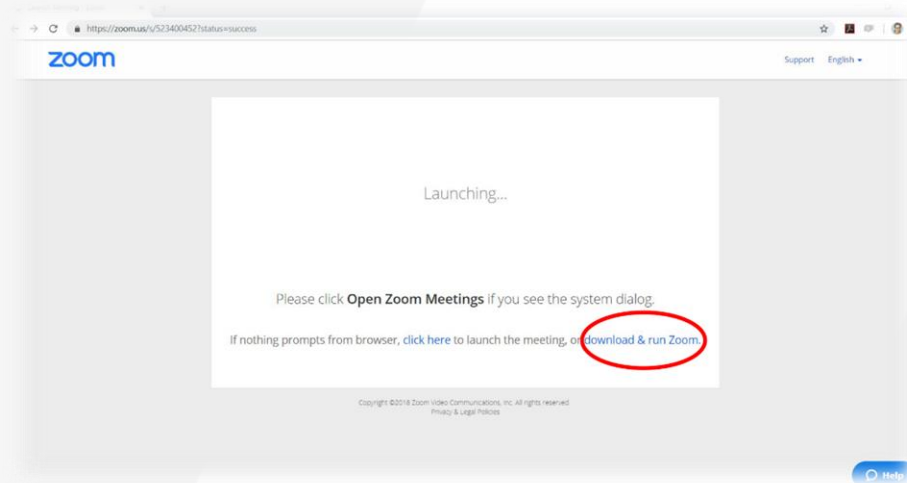 https://zoom.us/s/523400452?status=success
zoom
Support English
Launching...
Please click Open Zoom Meetings if you see the system dialog.
If nothing prompts from browser, click here to launch the meeting, or download & run Zoom.
Copyright ©2018 Zoom Video Communications, Inc. All rights reserved.
Privacy & Legal Policies
Help